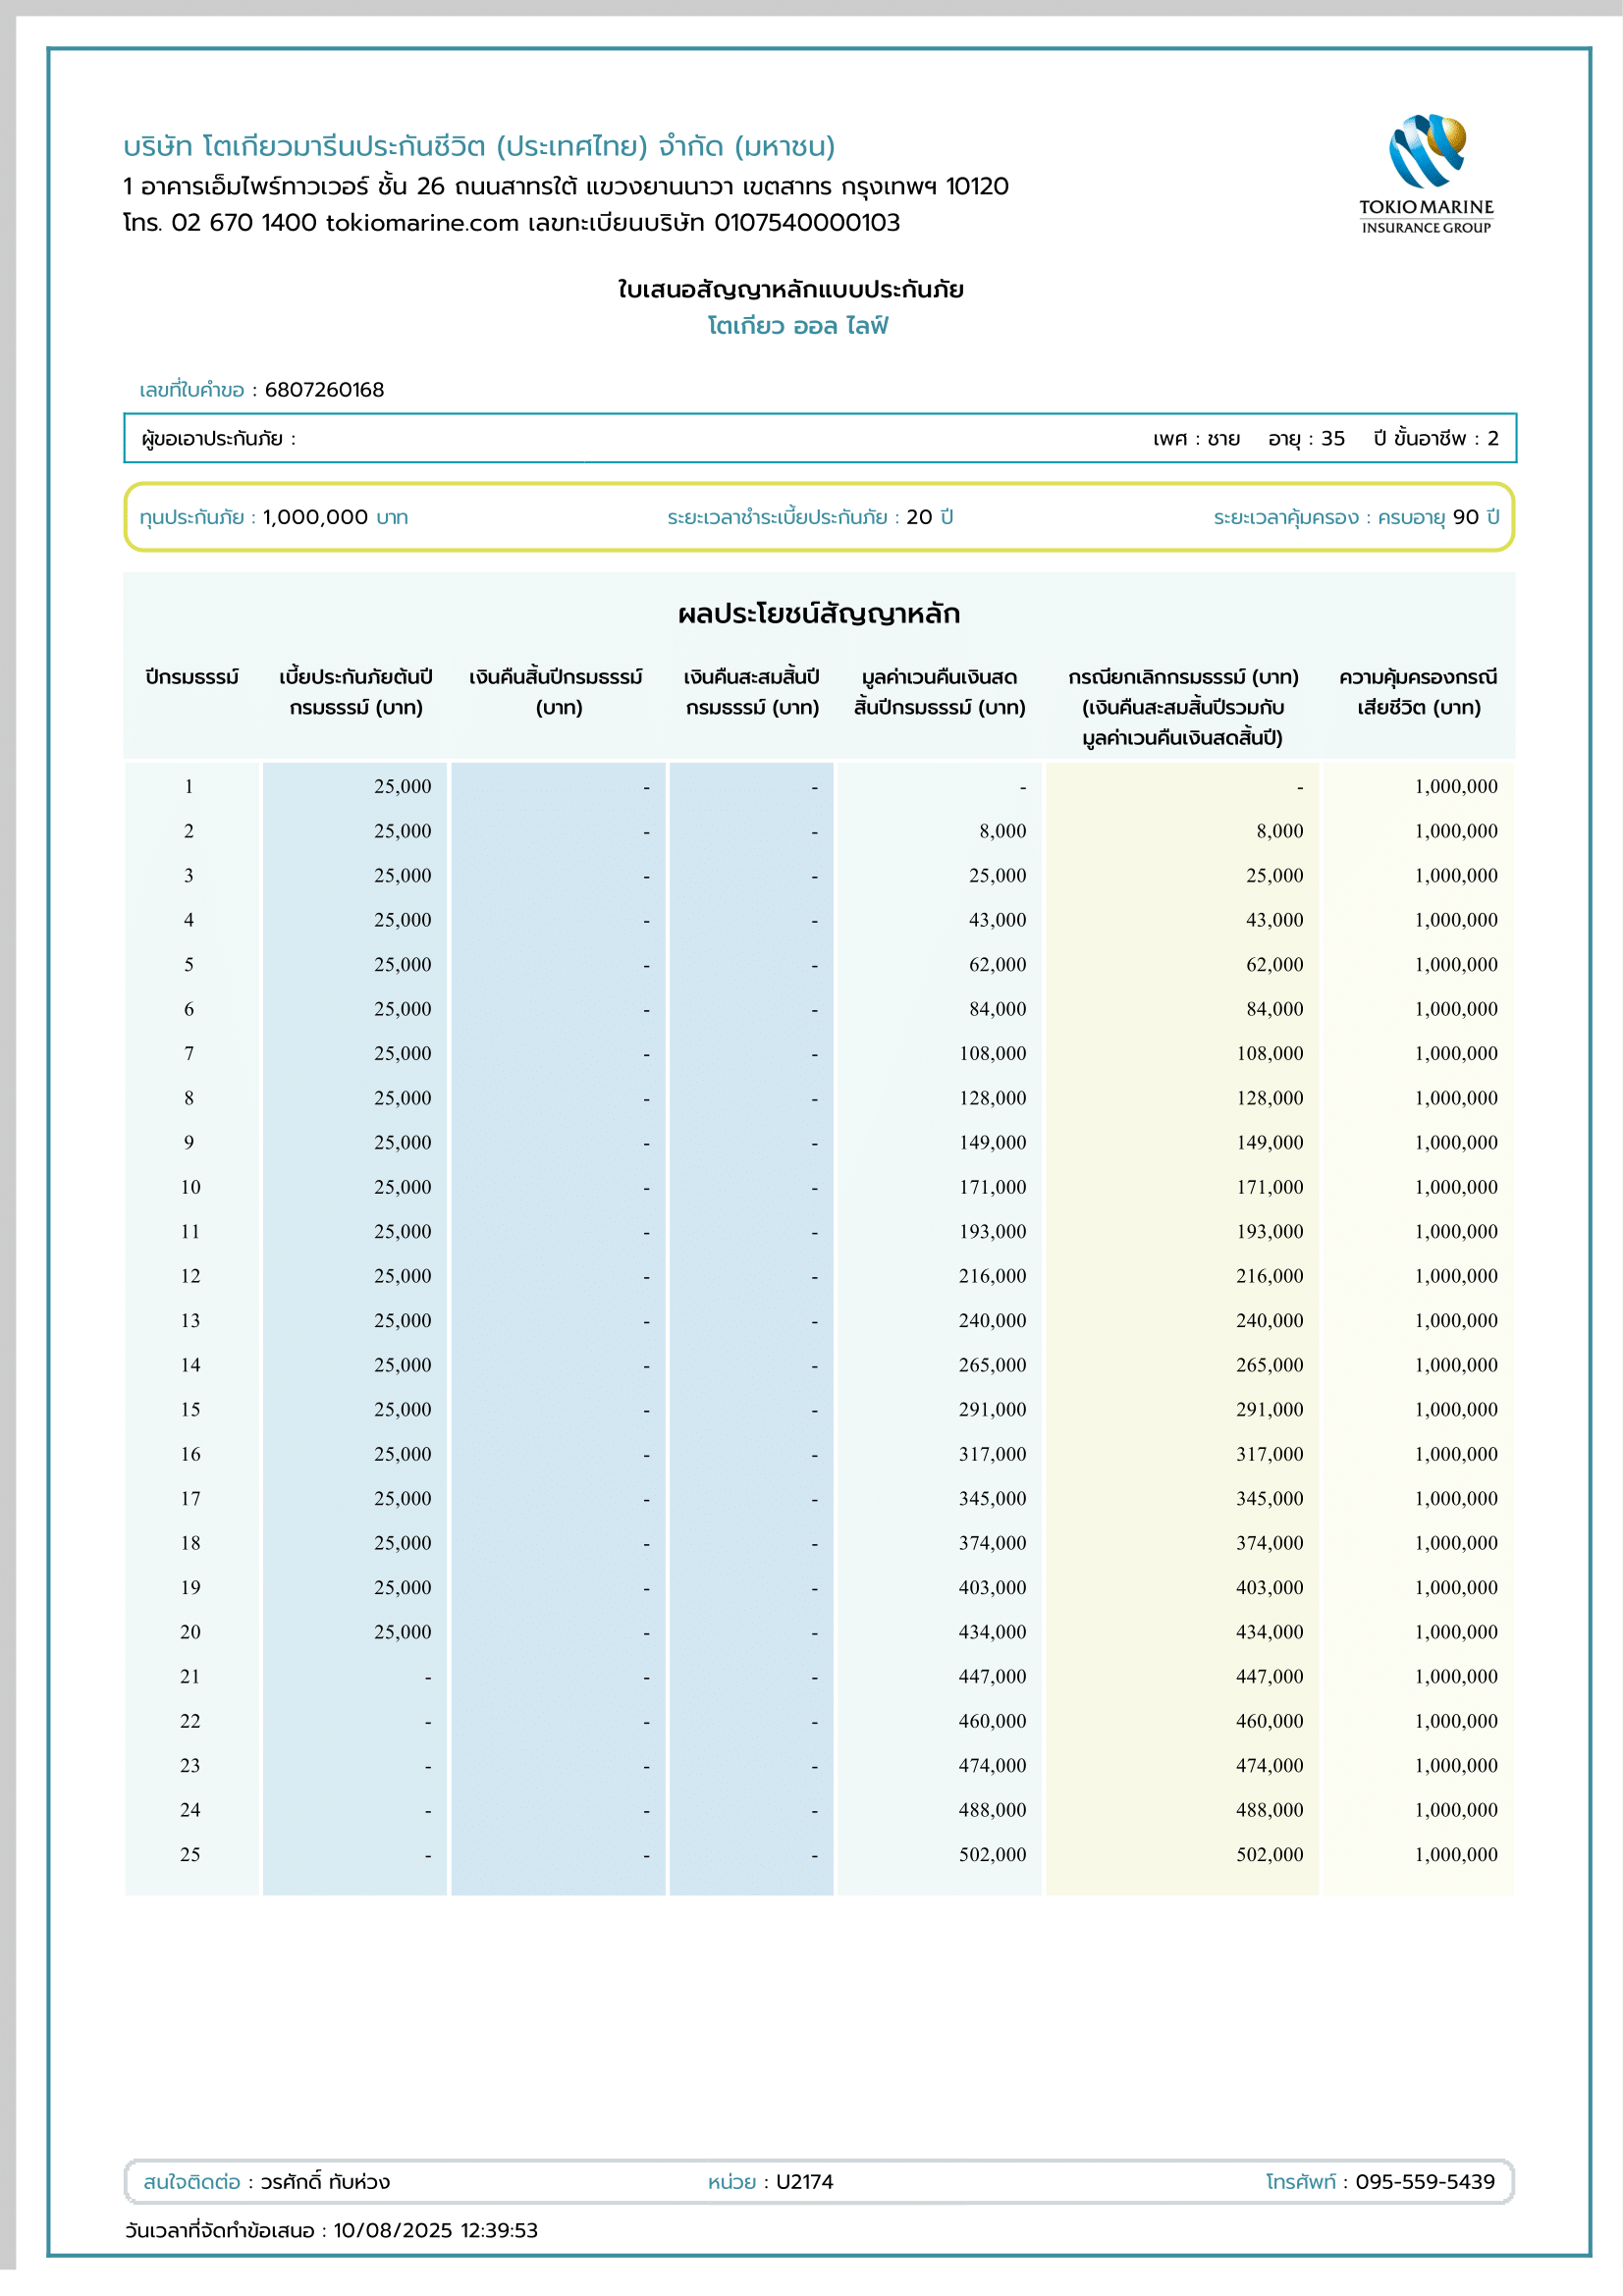 บริษัท โตเกียวมารีนประกันชีวิต (ประเทศไทย) จำกัด (มหาชน)
1 อาคารเอ็มไพร์ทาวเวอร์ ชั้น 26 ถนนสาทรใต้ แขวงยานนาวา เขตสาทร กรุงเทพฯ 10120
โทร. 02 670 1400 tokiomarine.com เลขทะเบียนบริษัท 0107540000103
TOKIO MARINE
INSURANCE GROUP
ใบเสนอสัญญาหลักแบบประกันภัย
โตเกียว ออล ไลฟ์
เลขที่ใบคำขอ : 6807260168
ผู้ขอเอาประกันภัย : เพศ : ชาย อายุ : 35 ปี ขั้นอาชีพ : 2
ทุนประกันภัย : 1,000,000 บาท ระยะเวลาชำระเบี้ยประกันภัย : 20 ปี ระยะเวลาคุ้มครอง : ครบอายุ 90 ปี
ผลประโยชน์สัญญาหลัก
ปีกรมธรรม์ เบี้ยประกันภัยต้นปี เงินคืนสิ้นปีกรมธรรม์ เงินคืนสะสมสิ้นปี มูลค่าเวนคืนเงินสด กรณียกเลิกกรมธรรม์ (บาท) ความคุ้มครองกรณี
กรมธรรม์ (บาท) (บาท) กรมธรรม์ (บาท) สิ้นปีกรมธรรม์ (บาท) (เงินคืนสะสมสิ้นปีรวมกับ เสียชีวิต (บาท)
มูลค่าเวนคืนเงินสดสิ้นปี)
1 25,000 - - - - 1,000,000
2 25,000 - - 8,000 8,000 1,000,000
3 25,000 - - 25,000 25,000 1,000,000
4 25,000 - - 43,000 43,000 1,000,000
5 25,000 - - 62,000 62,000 1,000,000
6 25,000 - - 84,000 84,000 1,000,000
7 25,000 - - 108,000 108,000 1,000,000
8 25,000 - - 128,000 128,000 1,000,000
9 25,000 - - 149,000 149,000 1,000,000
10 25,000 - - 171,000 171,000 1,000,000
11 25,000 - - 193,000 193,000 1,000,000
12 25,000 - - 216,000 216,000 1,000,000
13 25,000 - - 240,000 240,000 1,000,000
14 25,000 - - 265,000 265,000 1,000,000
15 25,000 - - 291,000 291,000 1,000,000
16 25,000 - - 317,000 317,000 1,000,000
17 25,000 - - 345,000 345,000 1,000,000
18 25,000 - - 374,000 374,000 1,000,000
19 25,000 - - 403,000 403,000 1,000,000
20 25,000 - - 434,000 434,000 1,000,000
21 - - - 447,000 447,000 1,000,000
22 - - - 460,000 460,000 1,000,000
23 - - - 474,000 474,000 1,000,000
24 - - - 488,000 488,000 1,000,000
25 - - - 502,000 502,000 1,000,000
สนใจติดต่อ : วรศักดิ์ ทับห่วง หน่วย : U2174 โทรศัพท์ : 095-559-5439
วันเวลาที่จัดทำข้อเสนอ : 10/08/2025 12:39:53